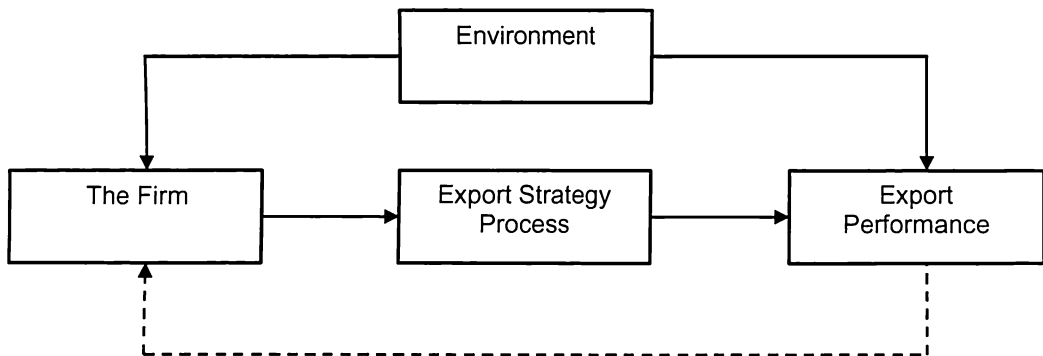 Environment
The Firm
Export Strategy
Process
Export
Performance